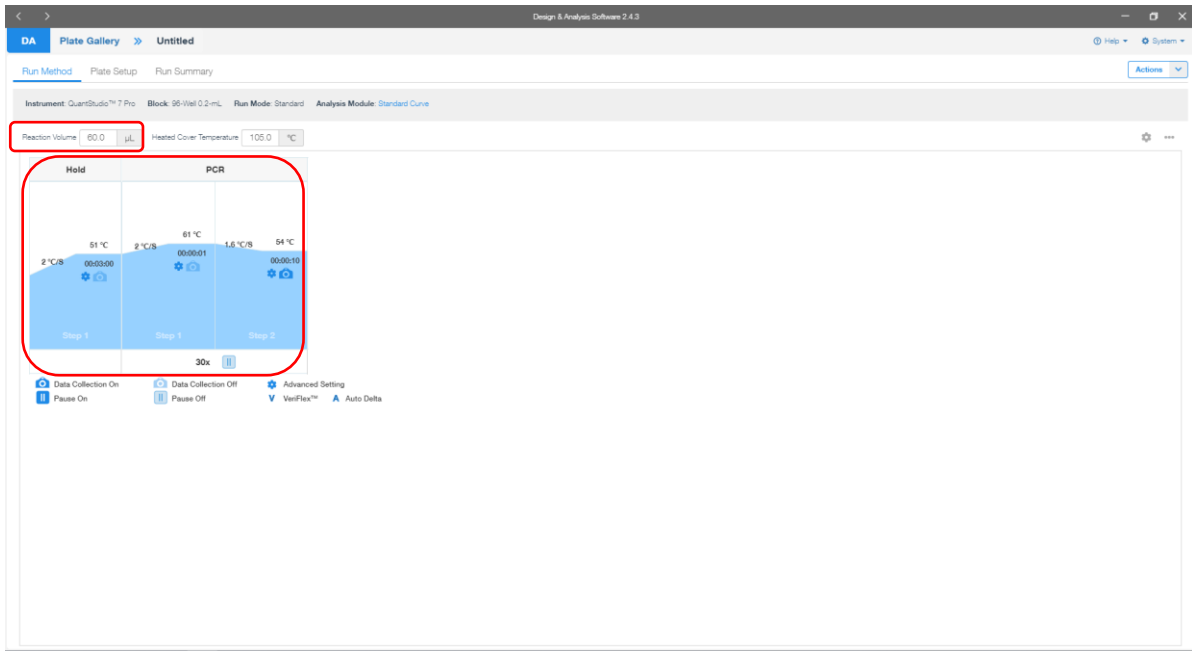 Design & Analysis Software 2.4.3
DA Plate Gallery » Untitled Help System
Run Method Plate Setup Run Summary Actions
Instrument: QuantStudio™ 7 Pro Block: 96-Well 0.2-mL Run Mode: Standard Analysis Module: Standard Curve
Reaction Volume 60.0 µL Heated Cover Temperature 105.0 °C
Hold PCR
61 °C
51 °C 2 °C/S 1.6 °C/S 54 °C
00:00:01
2 °C/S 00:03:00 00:00:10
Step 1 Step 1 Step 2
30x
Data Collection On Data Collection Off Advanced Setting
Pause On Pause Off V VeriFlex™ A Auto Delta